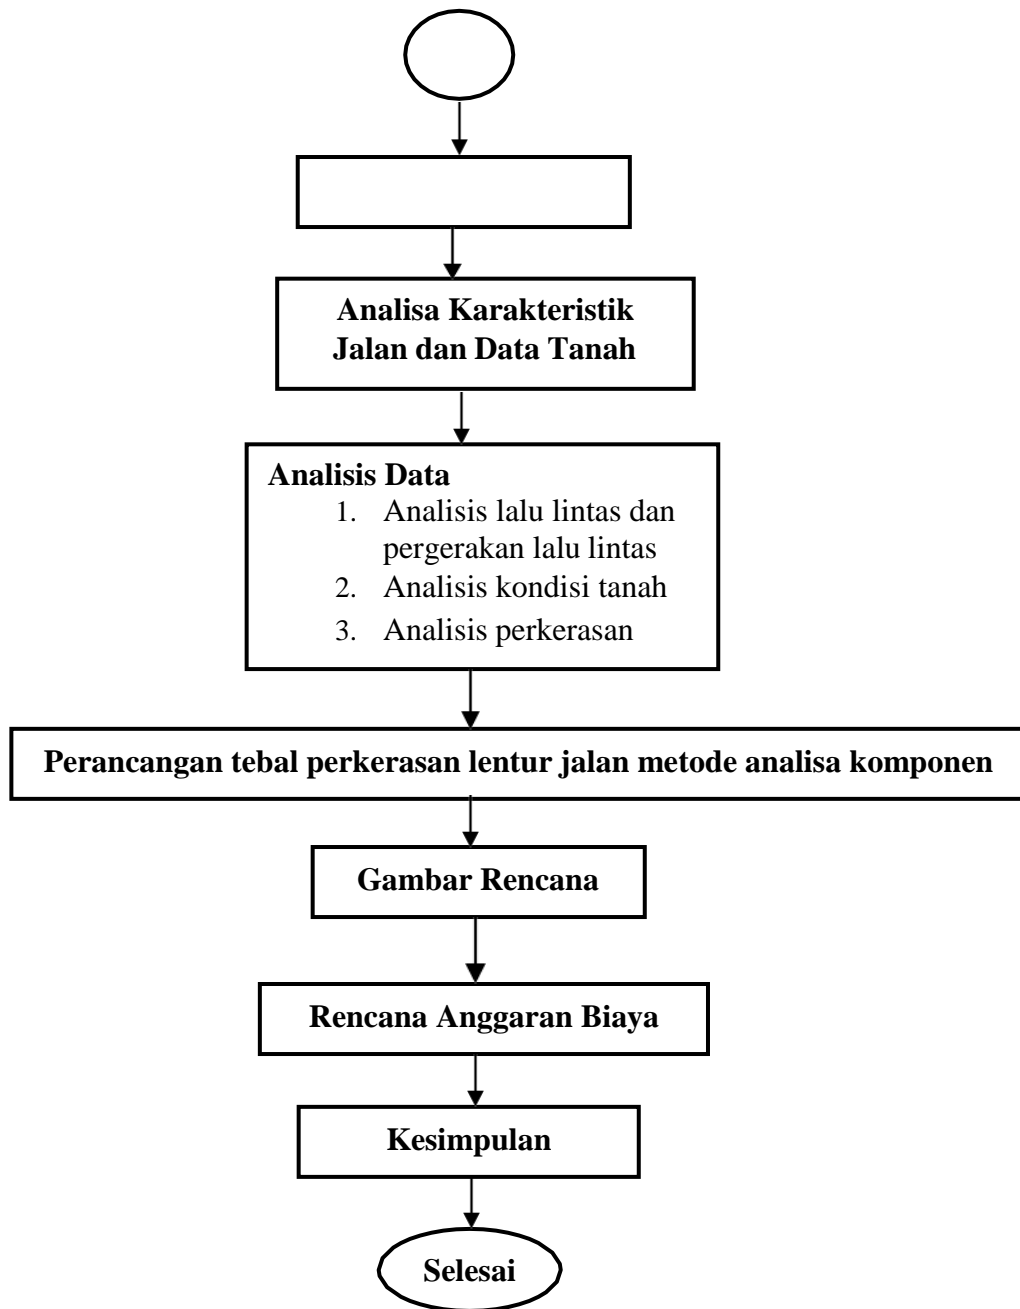 Analisa Karakteristik
Jalan dan Data Tanah
Analisis Data
1. Analisis lalu lintas dan
pergerakan lalu lintas
2. Analisis kondisi tanah
3. Analisis perkerasan
Perancangan tebal perkerasan lentur jalan metode analisa komponen
Gambar Rencana
Rencana Anggaran Biaya
Kesimpulan
Selesai